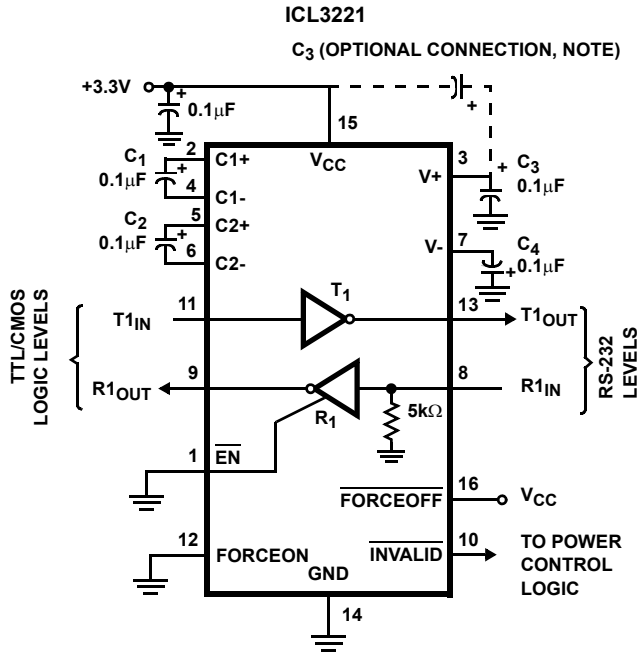 ICL3221
C3 (OPTIONAL CONNECTION, NOTE)
+3.3V
+
0.1μF
+
15
VCC
2
C1+
C1
0.1μF
+
4
C1-
5
C2+
C2
0.1μF
+
6
C2-
3
V+
+
C3
0.1μF
7
V-
C4
0.1μF
+
TTL/CMOS
LOGIC LEVELS
T1IN
11
T1
13
T1OUT
R1OUT
9
R1
8
R1IN
5kΩ
RS-232
LEVELS
1
EN
16
FORCEOFF
VCC
12
FORCEON
INVALID
10
TO POWER
CONTROL
LOGIC
GND
14